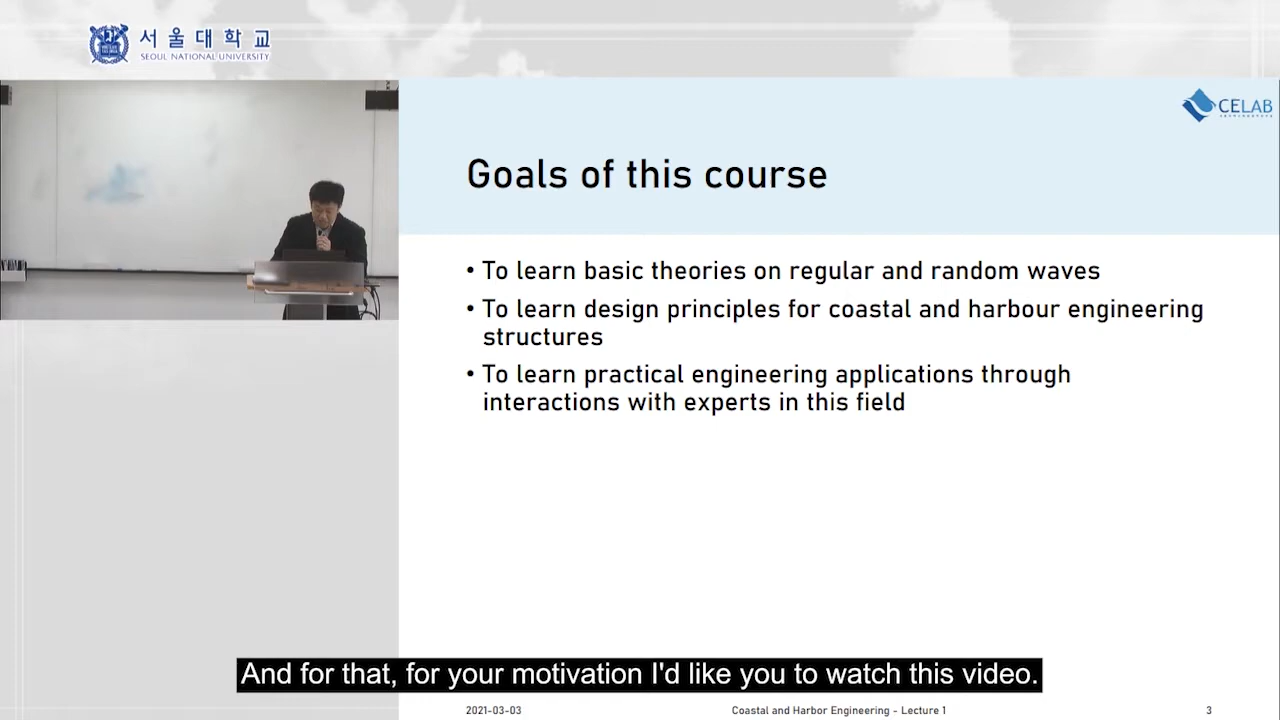 서울대학교
SEOUL NATIONAL UNIVERSITY
CELAB
Goals of this course
• To learn basic theories on regular and random waves
• To learn design principles for coastal and harbour engineering
structures
• To learn practical engineering applications through
interactions with experts in this field
And for that, for your motivation I'd like you to watch this video.
2021-03-03
Coastal and Harbor Engineering - Lecture 1
3